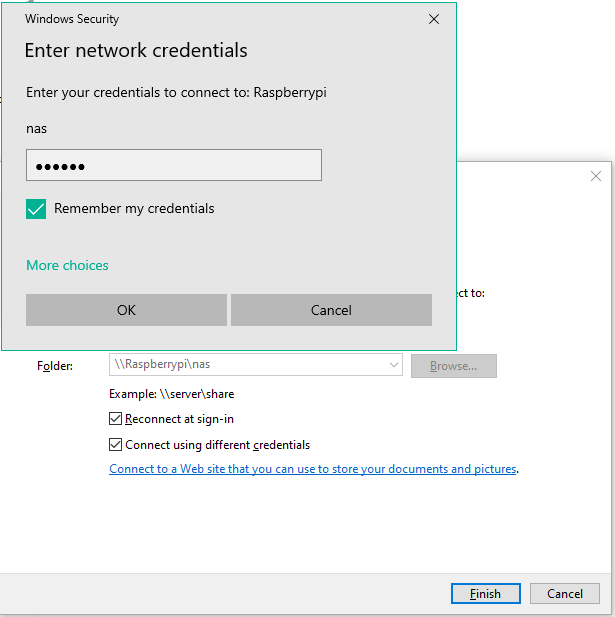 Windows Security
Enter network credentials
Enter your credentials to connect to: Raspberrypi
nas
●●●●●●
Remember my credentials
More choices
OK Cancel
ct to:
Folder: \\Raspberrypi\nas Browse...
Example: \\server\share
Reconnect at sign-in
Connect using different credentials
Connect to a Web site that you can use to store your documents and pictures.
Finish Cancel